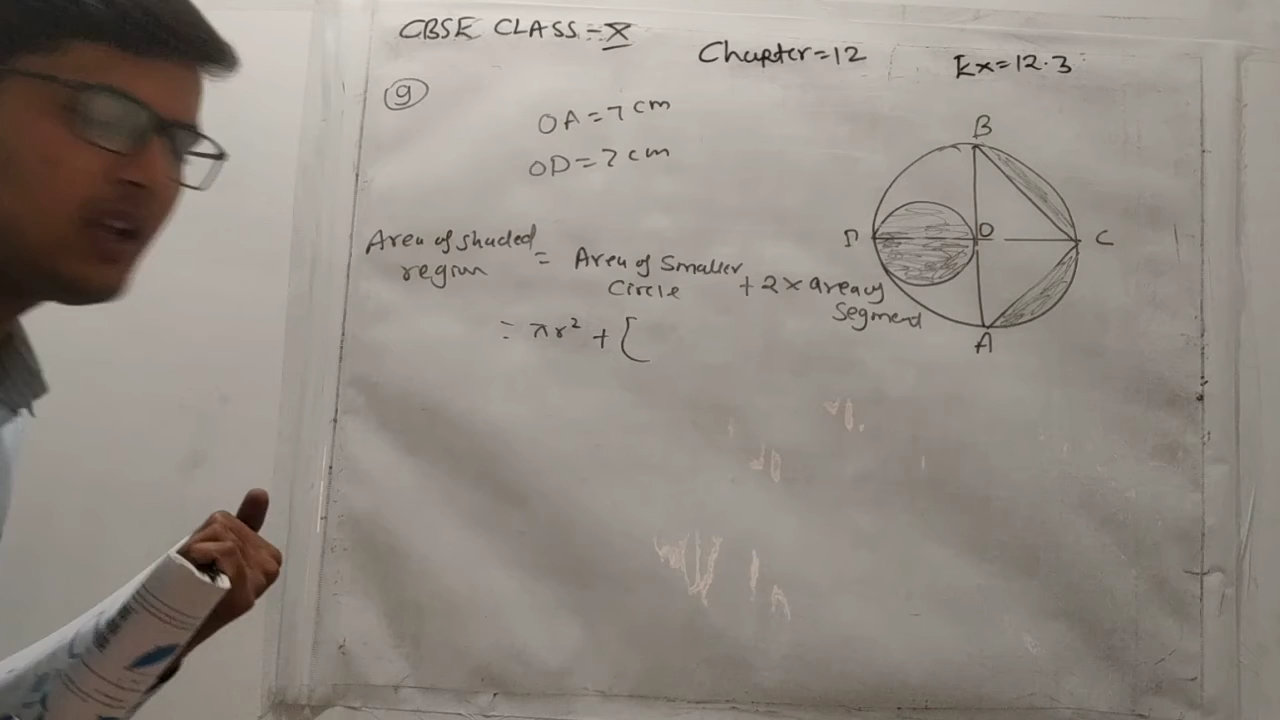 CBSE CLASS = X
Chapter = 12
Ex = 12.3
9
OA = 7 cm
OD = 7 cm
Area of shaded region = Area of Smaller Circle + 2 × area of Segment
= πr² + [
B
D
O
C
A